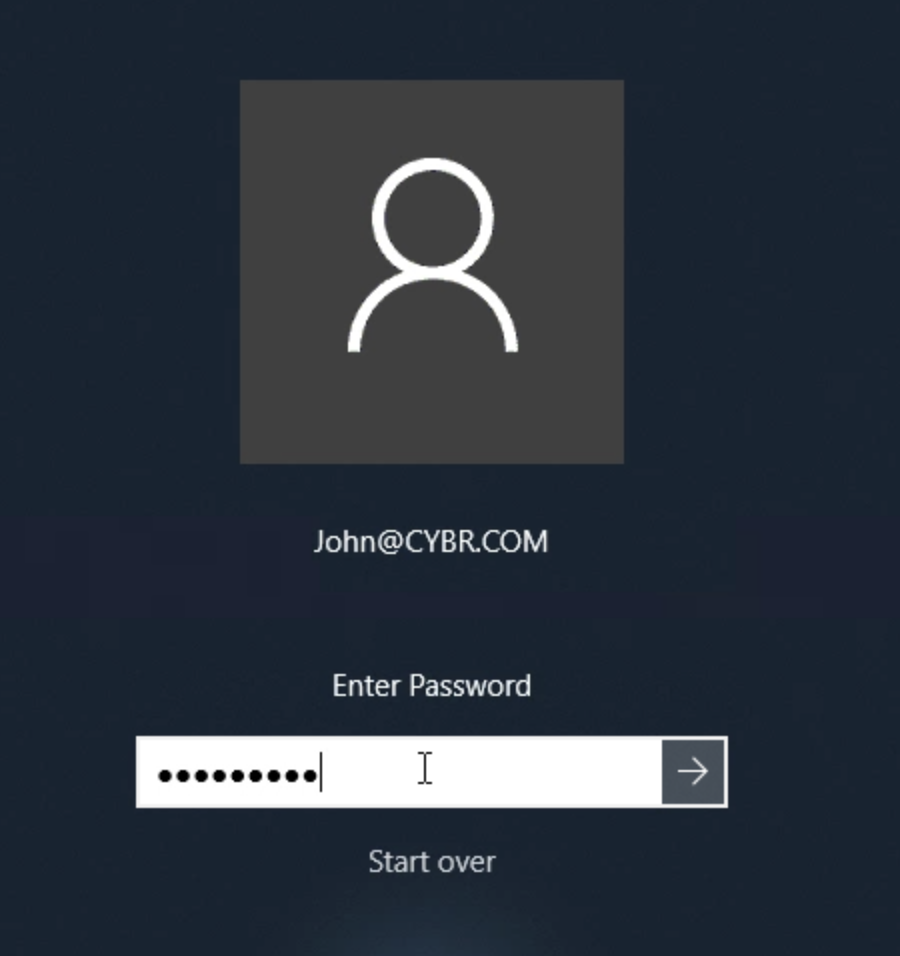 John@CYBR.COM
Enter Password
●●●●●●●●●
Start over